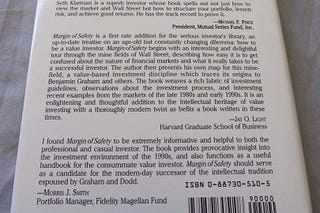 Seth Klarman is a superb investor whose book spells out not just how to
view the market and Wall Street but how to outperform it, lessen
risk, and achieve good returns. He has the track record to prove it.
—MICHAEL F. PRICE
President, Mutual Series Fund, Inc.
Margin of Safety is a first rate addition for the serious investor's library, an
up-to-date treatise on an age-old but constantly changing dilemma: how to
be a value investor. Margin of Safety begins with an interesting and delightful
tour through the mine fields of Wall Street, describing how easy it is to get
confused about the nature of financial markets and what it really takes to be
a successful investor. The author then presents his own map for this mine-
field, a value-based investment discipline which traces its origins to
Benjamin Graham and others. The book weaves a rich fabric of investment
guidelines, observations about the investment process, and interesting
recent examples from the markets of the late 1980s and early 1990s. It is
an enlightening and thoughtful addition to the intellectual heritage of value
investing with a thoroughly modern twist as befits a book written in these
times.
—JAY O. LIGHT
Harvard Graduate School of Business
I found Margin of Safety to be extremely informative and helpful to both the
professional and casual investor. The book provides provocative insight into
the investment environment of the 1990s, and also functions as a useful
handbook for the consummate value investor. Margin of Safety should serve
as a candidate for the modern-day successor of the intellectual tradition
espoused by Graham and Dodd.
—MORRIS J. SMITH
Portfolio Manager, Fidelity Magellan Fund
ISBN 0-88730-510-5
90000